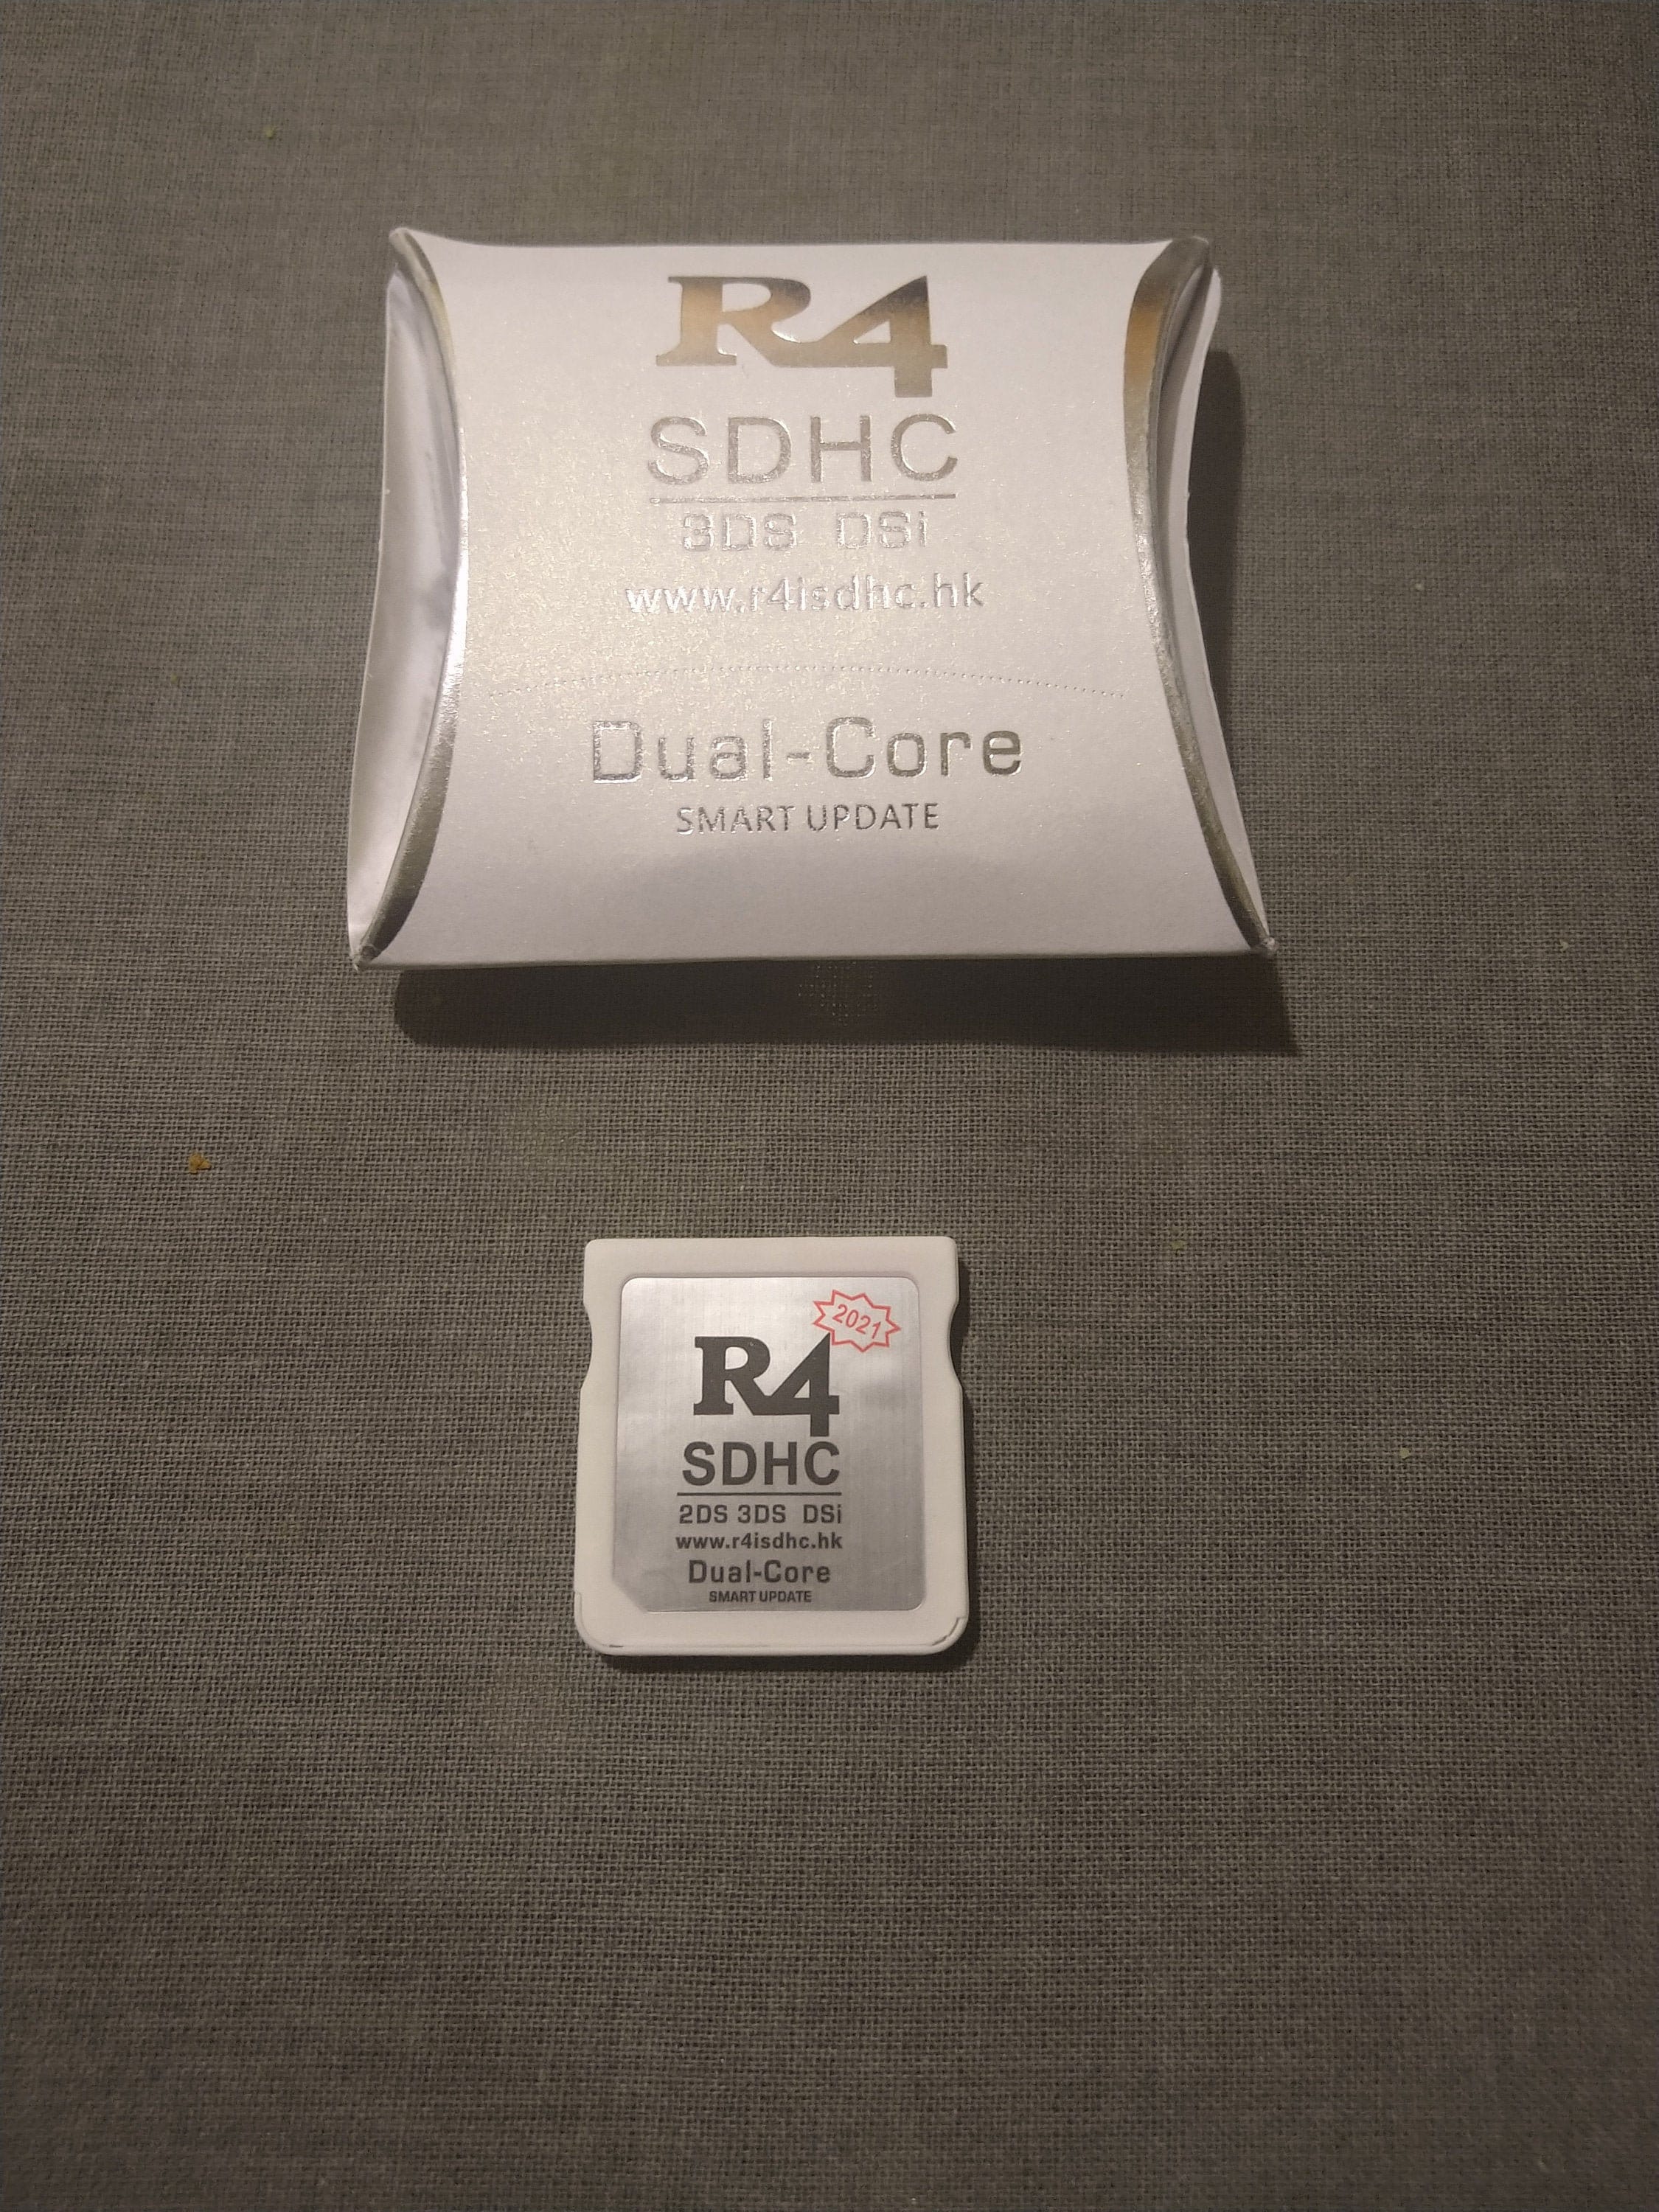 R4
SDHC
3DS DSi
www.r4isdhc.hk
Dual-Core
SMART UPDATE
2021
R4
SDHC
2DS 3DS DSi
www.r4isdhc.hk
Dual-Core
SMART UPDATE